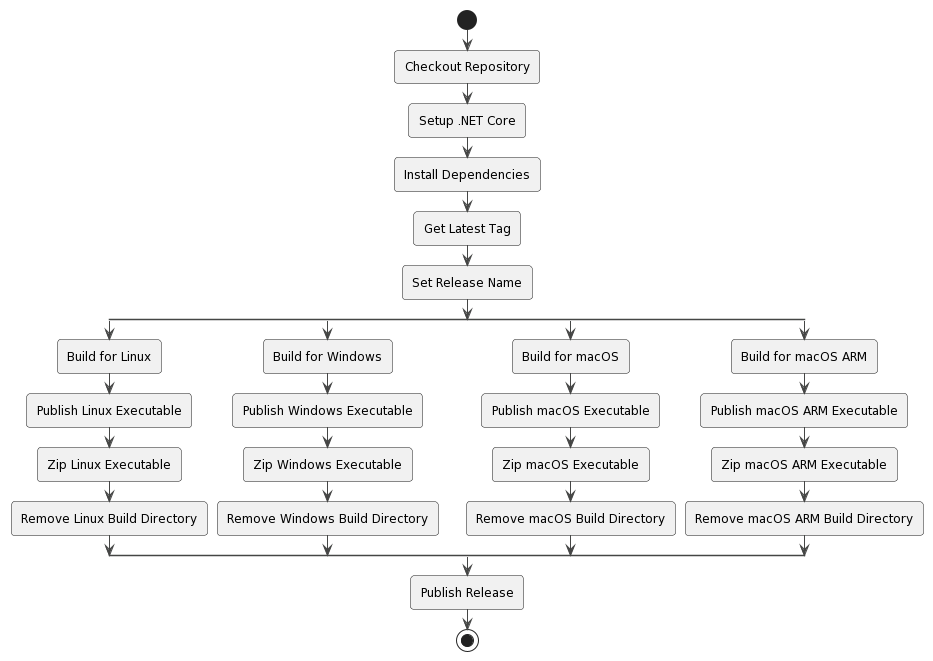 Checkout Repository
Setup .NET Core
Install Dependencies
Get Latest Tag
Set Release Name
Build for Linux
Build for Windows
Build for macOS
Build for macOS ARM
Publish Linux Executable
Publish Windows Executable
Publish macOS Executable
Publish macOS ARM Executable
Zip Linux Executable
Zip Windows Executable
Zip macOS Executable
Zip macOS ARM Executable
Remove Linux Build Directory
Remove Windows Build Directory
Remove macOS Build Directory
Remove macOS ARM Build Directory
Publish Release